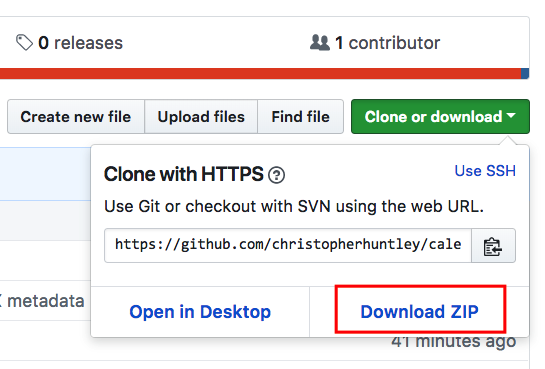 0 releases
1 contributor
Create new file
Upload files
Find file
Clone or download
Clone with HTTPS ?
Use SSH
Use Git or checkout with SVN using the web URL.
https://github.com/christopherhuntley/cale
metadata
Open in Desktop
Download ZIP
41 minutes ago